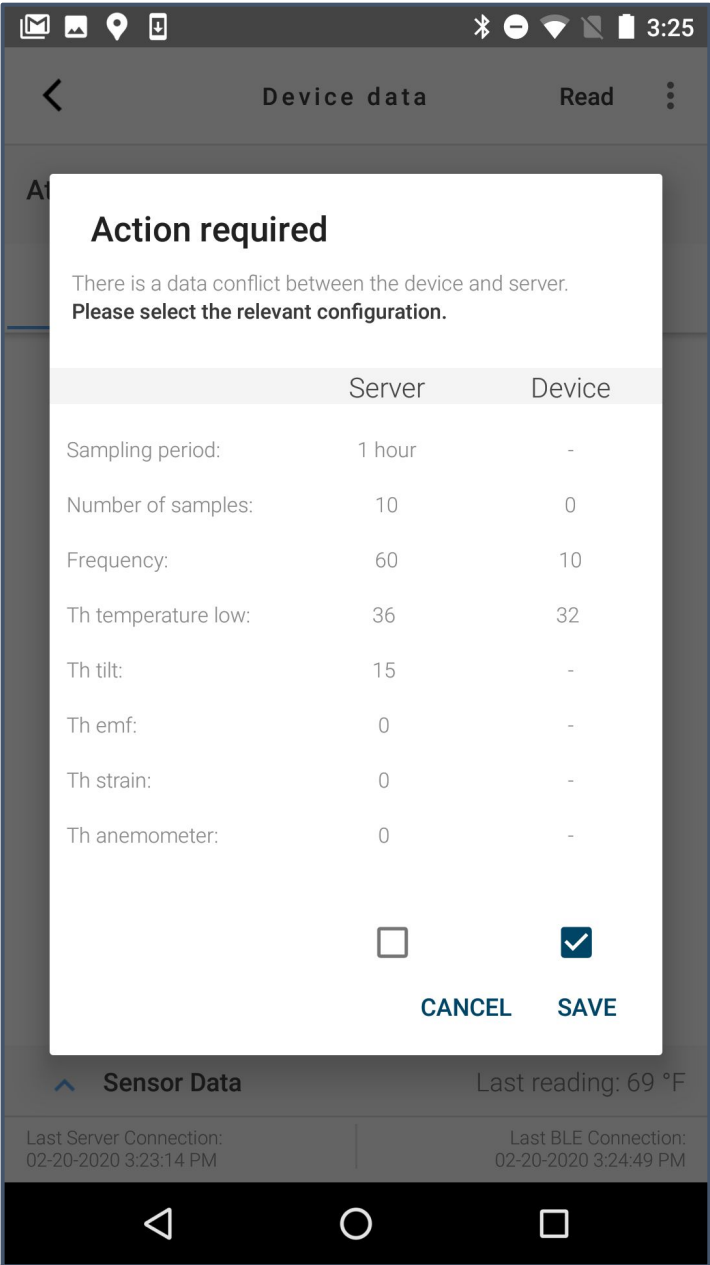 3:25
Device data Read
At
Action required
There is a data conflict between the device and server.
Please select the relevant configuration.
Server Device
Sampling period: 1 hour -
Number of samples: 10 0
Frequency: 60 10
Th temperature low: 36 32
Th tilt: 15 -
Th emf: 0 -
Th strain: 0 -
Th anemometer: 0 -
CANCEL SAVE
Sensor Data Last reading: 69 °F
Last Server Connection: Last BLE Connection:
02-20-2020 3:23:14 PM 02-20-2020 3:24:49 PM